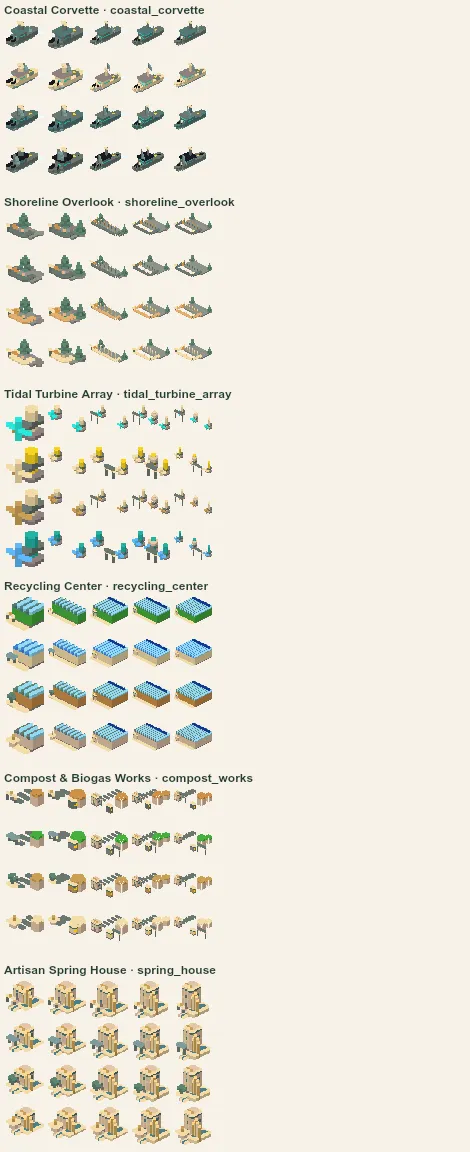 Coastal Corvette · coastal_corvette
Shoreline Overlook · shoreline_overlook
Tidal Turbine Array · tidal_turbine_array
Recycling Center · recycling_center
Compost & Biogas Works · compost_works
Artisan Spring House · spring_house